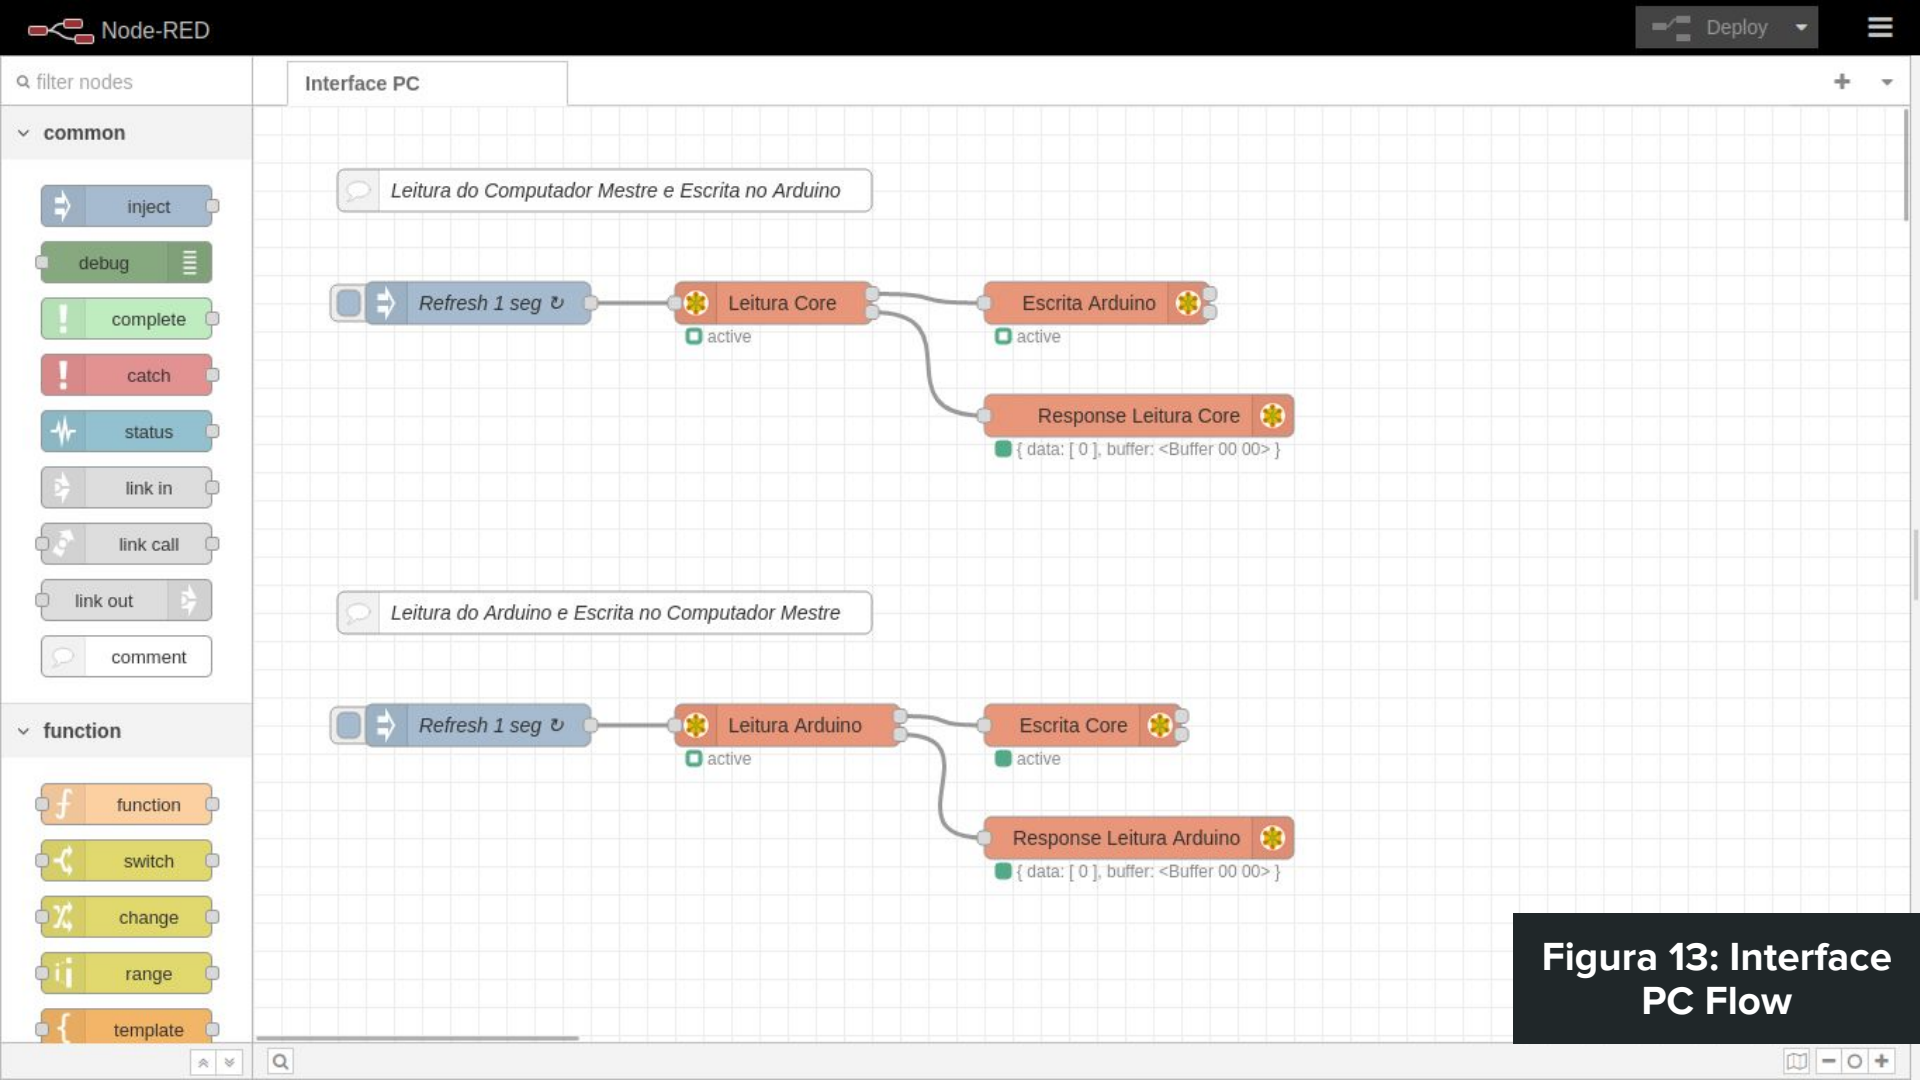 Node-RED
Deploy
filter nodes
Interface PC
common
inject
debug
complete
catch
status
link in
link call
link out
comment
function
function
switch
change
range
template
Leitura do Computador Mestre e Escrita no Arduino
Refresh 1 seg ↻
Leitura Core
active
Escrita Arduino
active
Response Leitura Core
{ data: [ 0 ], buffer: <Buffer 00 00> }
Leitura do Arduino e Escrita no Computador Mestre
Refresh 1 seg ↻
Leitura Arduino
active
Escrita Core
active
Response Leitura Arduino
{ data: [ 0 ], buffer: <Buffer 00 00> }
Figura 13: Interface
PC Flow